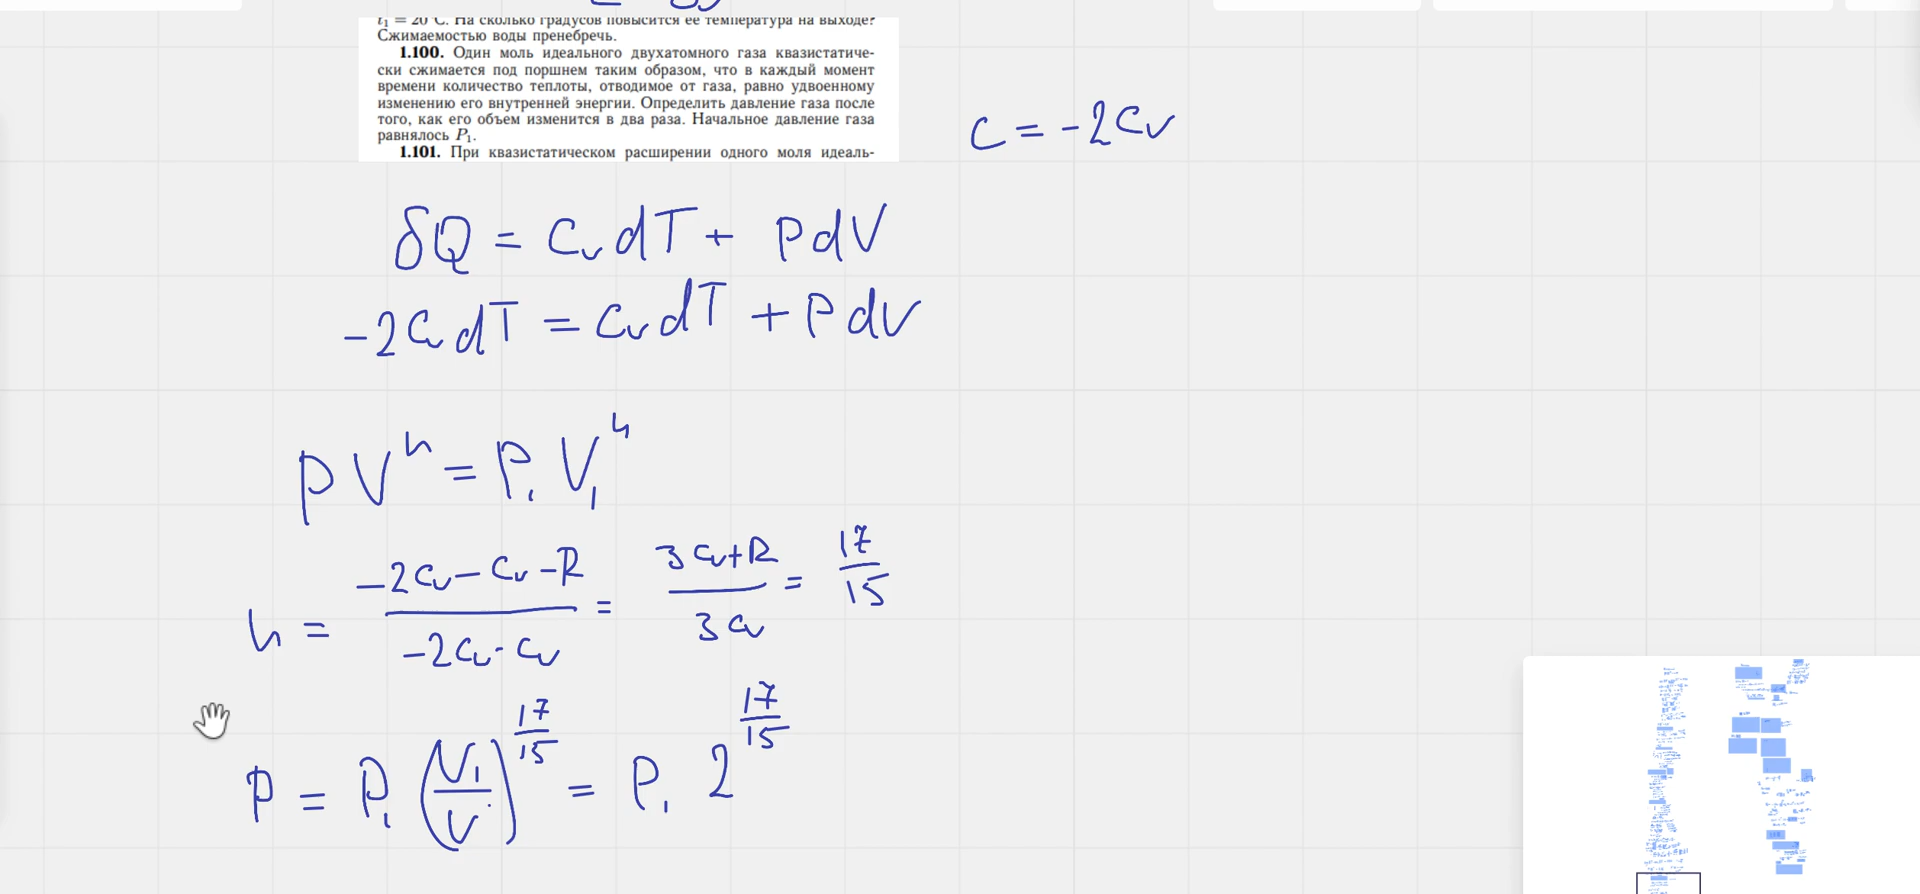 t₁ = 20°C. На сколько градусов повысится ее температура на выходе?
Сжимаемостью воды пренебречь.
1.100. Один моль идеального двухатомного газа квазистатиче-
ски сжимается под поршнем таким образом, что в каждый момент
времени количество теплоты, отводимое от газа, равно удвоенному
изменению его внутренней энергии. Определить давление газа после
того, как его объем изменится в два раза. Начальное давление газа
равнялось P₁.
1.101. При квазистатическом расширении одного моля идеаль-
C = -2Cv
δQ = CvdT + PdV
-2CvdT = CvdT + PdV
PVⁿ = P₁V₁ⁿ
n = (-2Cv - Cv - R)/(-2Cv - Cv) = (3Cv + R)/(3Cv) = 17/15
P = P₁(V₁/V)^(17/15) = P₁ 2^(17/15)